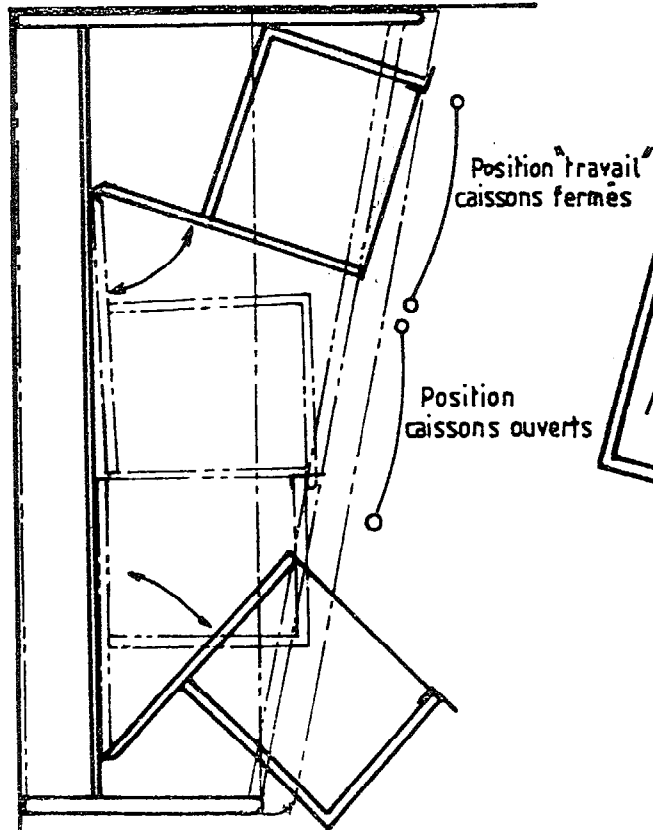 Position "travail"
caissons fermés
Position
caissons ouverts